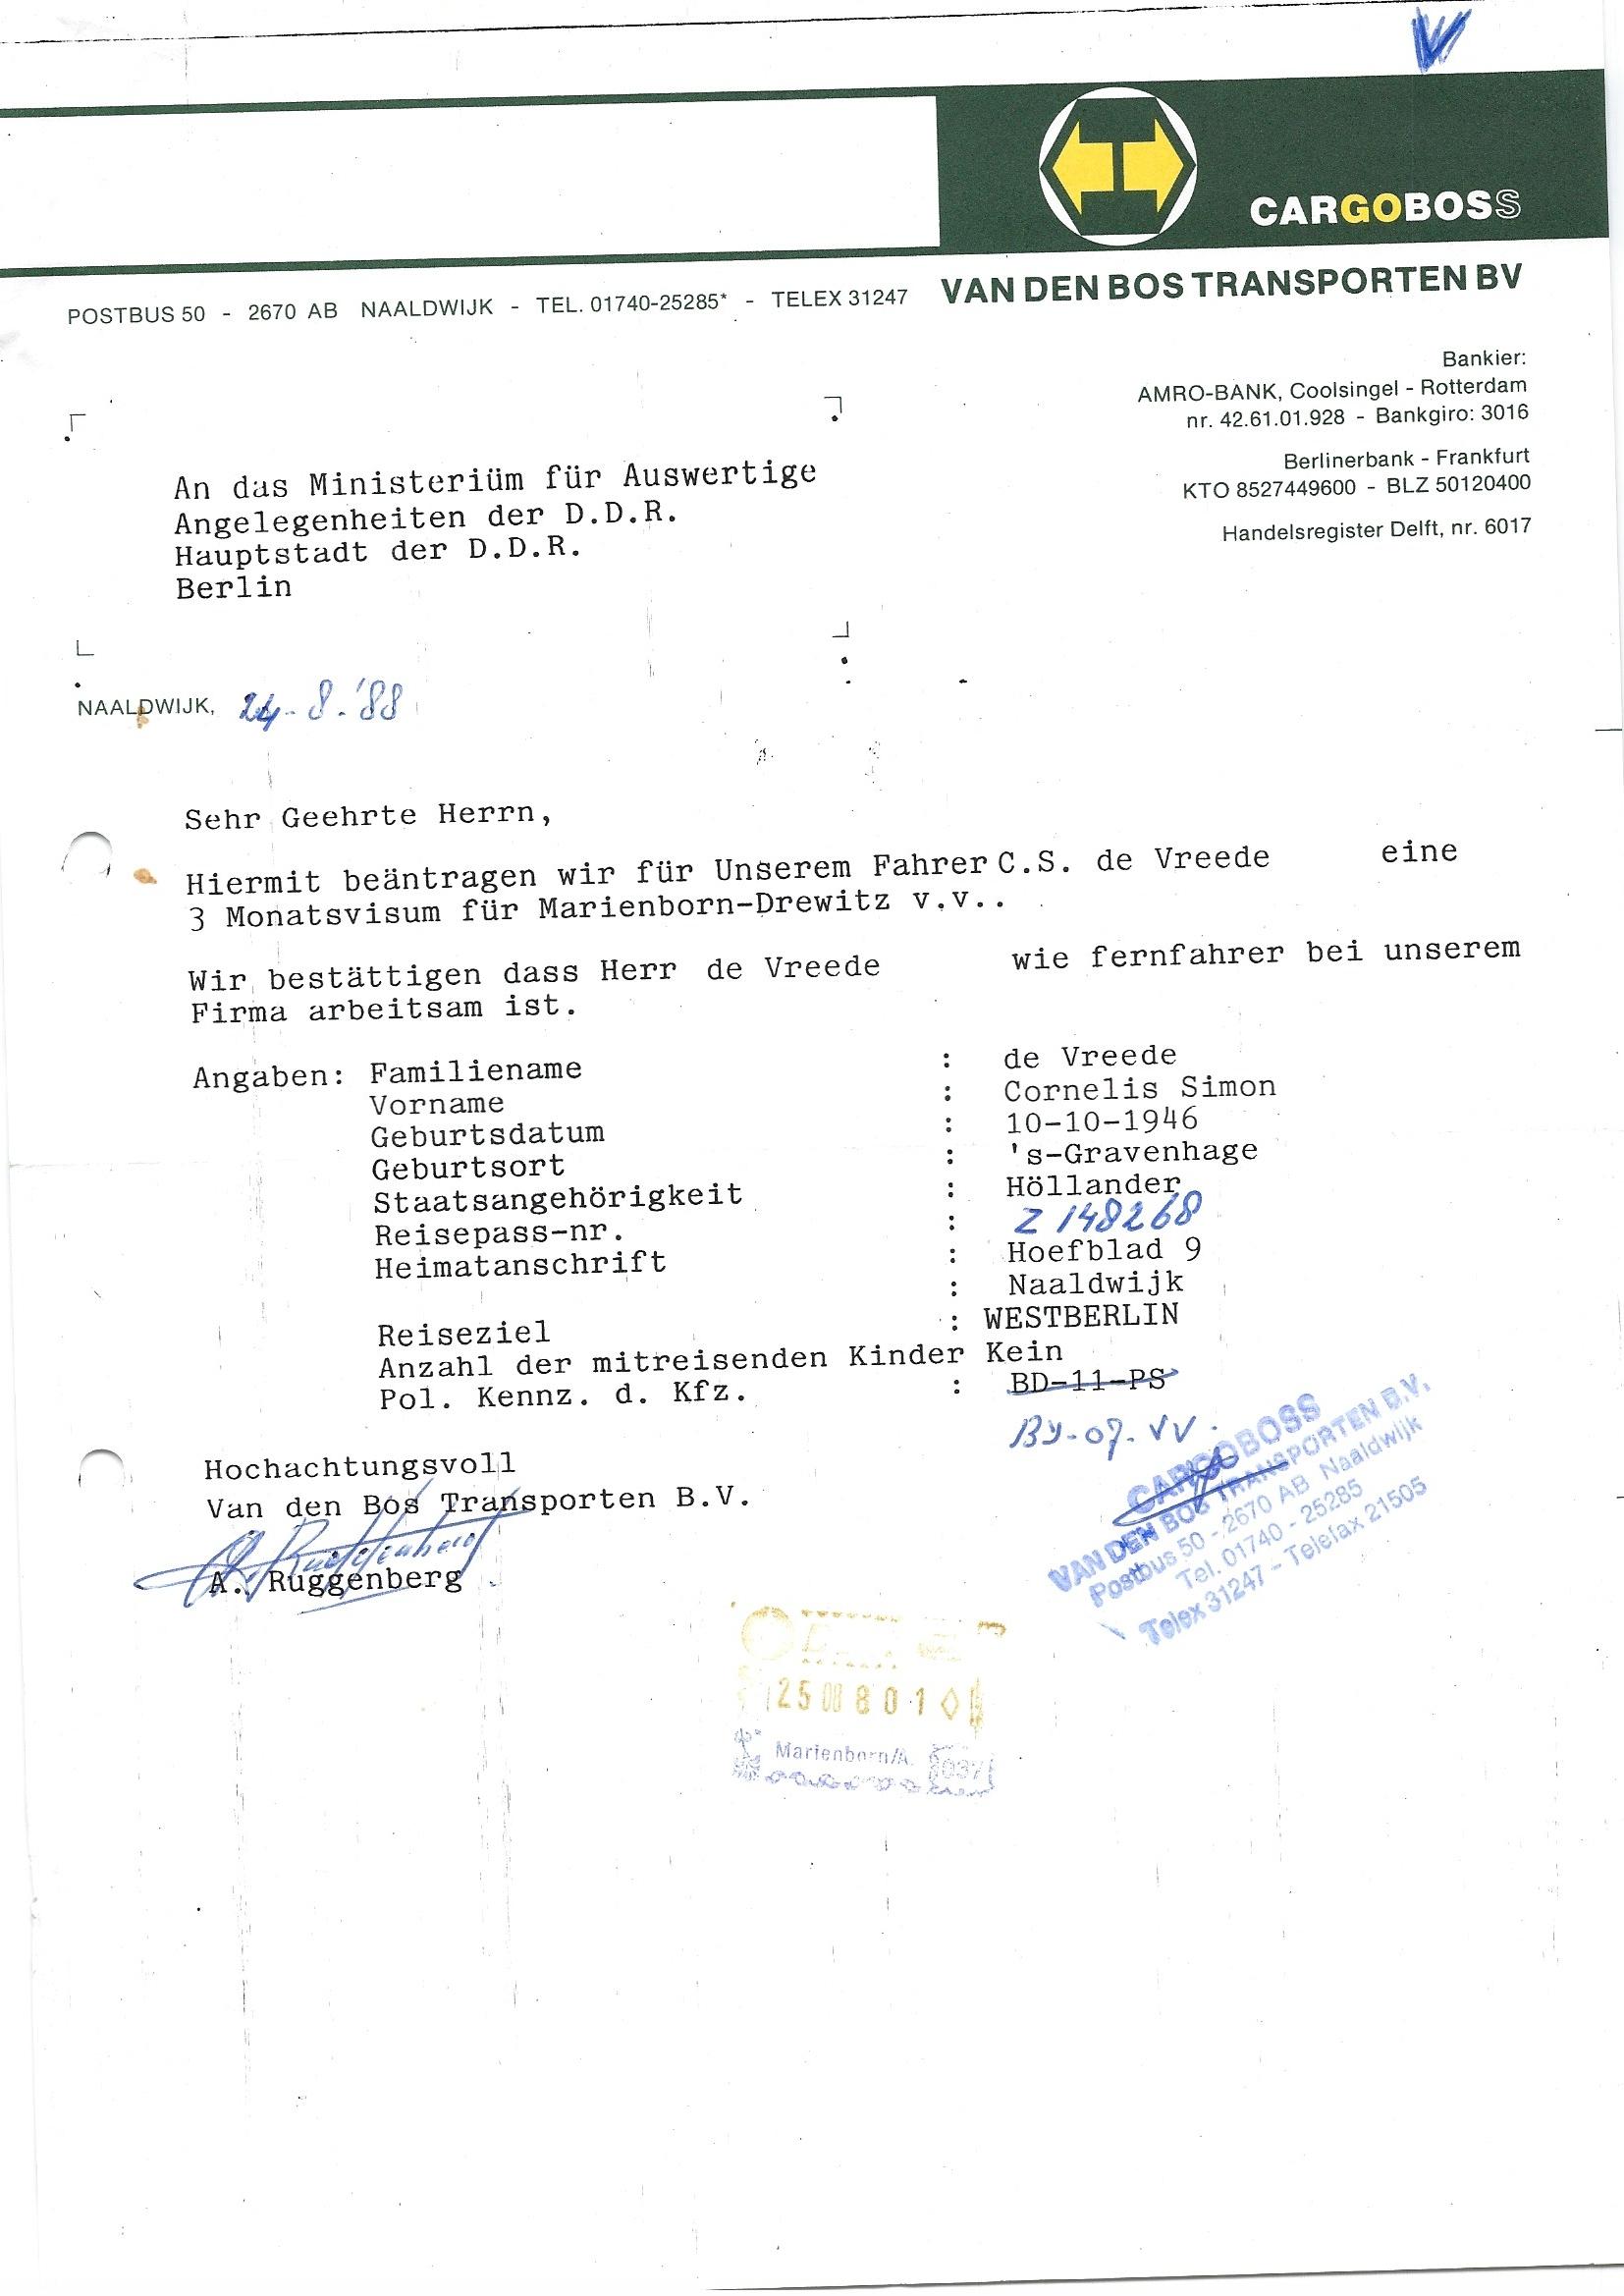 CARGOBOSS
VAN DEN BOS TRANSPORTEN BV
POSTBUS 50 - 2670 AB NAALDWIJK - TEL. 01740-25285* - TELEX 31247
Bankier:
AMRO-BANK, Coolsingel - Rotterdam
nr. 42.61.01.928 - Bankgiro: 3016
Berlinerbank - Frankfurt
KTO 8527449600 - BLZ 50120400
Handelsregister Delft, nr. 6017
An das Ministeriüm für Auswertige
Angelegenheiten der D.D.R.
Hauptstadt der D.D.R.
Berlin
NAALDWIJK, 24-8-'88
Sehr Geehrte Herrn,
Hiermit beäntragen wir für Unserem Fahrer C.S. de Vreede eine
3 Monatsvisum für Marienborn-Drewitz v.v..
Wir bestättigen dass Herr de Vreede wie fernfahrer bei unserem
Firma arbeitsam ist.
Angaben: Familiename : de Vreede
Vorname : Cornelis Simon
Geburtsdatum : 10-10-1946
Geburtsort : 's-Gravenhage
Staatsangehörigkeit : Höllander
Reisepass-nr. : Z 148268
Heimatanschrift : Hoefblad 9
: Naaldwijk
Reiseziel : WESTBERLIN
Anzahl der mitreisenden Kinder Kein
Pol. Kennz. d. Kfz. : BD-11-PS
07-VV
Hochachtungsvoll
Van den Bos Transporten B.V.
A. Ruggenberg
CARGOBOSS
VAN DEN BOS TRANSPORTEN B.V.
Postbus 50 - 2670 AB Naaldwijk
Tel. 01740 - 25285
Telex 31247 - Telefax 21505
25 08 8 0 1 0
Marienborn/A.